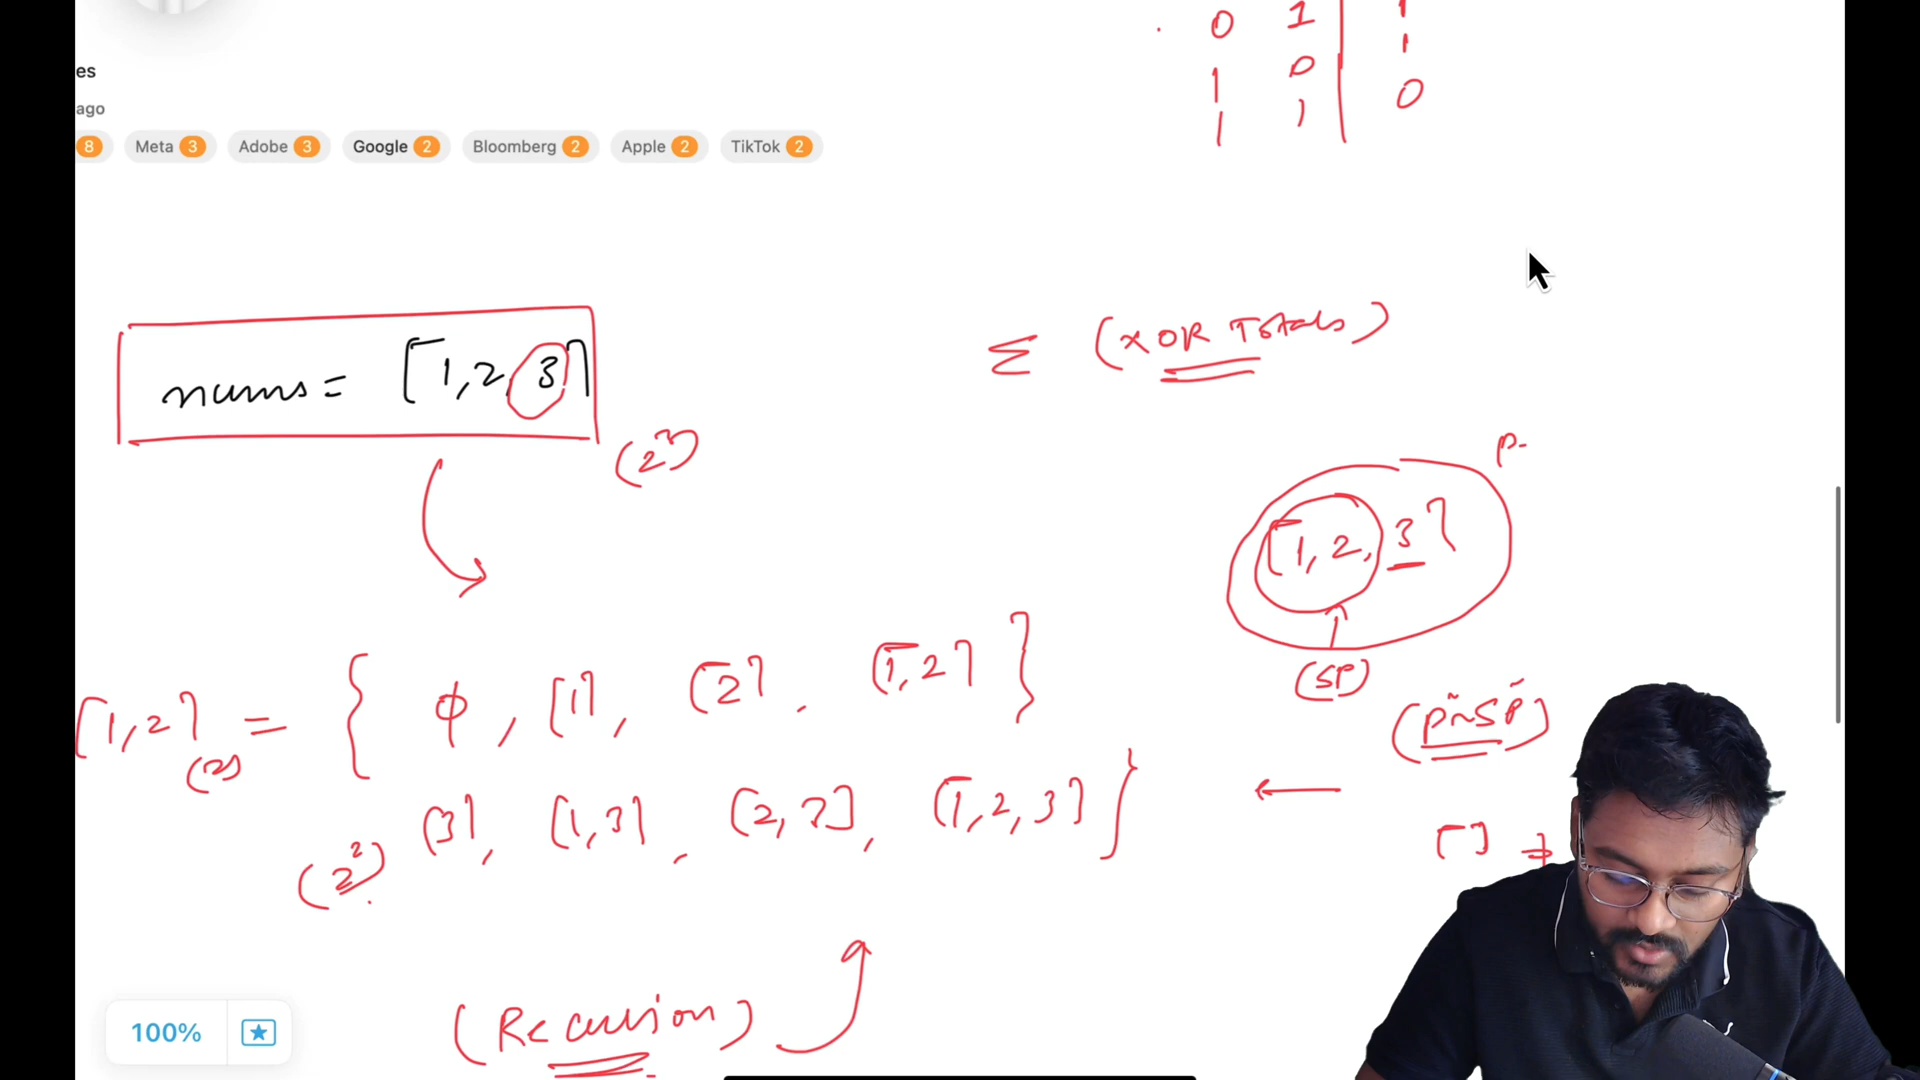 0 1 1
1 0 1
1 1 0
es
ago
8 Meta 3 Adobe 3 Google 2 Bloomberg 2 Apple 2 TikTok 2
nums = [1,2,3]
(2³)
Σ (XOR Totals)
P
[1,2,3]
(SP)
[1,2] = { φ, [1], [2], [1,2] }
(2)
[3], [1,3], [2,3], [1,2,3] }
(2²)
←
[ ]
(Recursion)
100%